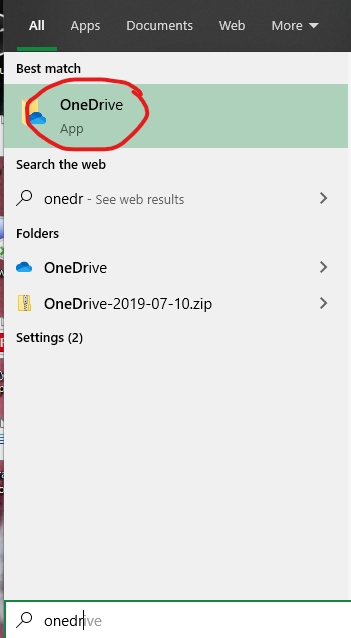 All Apps Documents Web More
Best match
OneDrive
App
Search the web
onedr - See web results
Folders
OneDrive
OneDrive-2019-07-10.zip
Settings (2)
onedrive